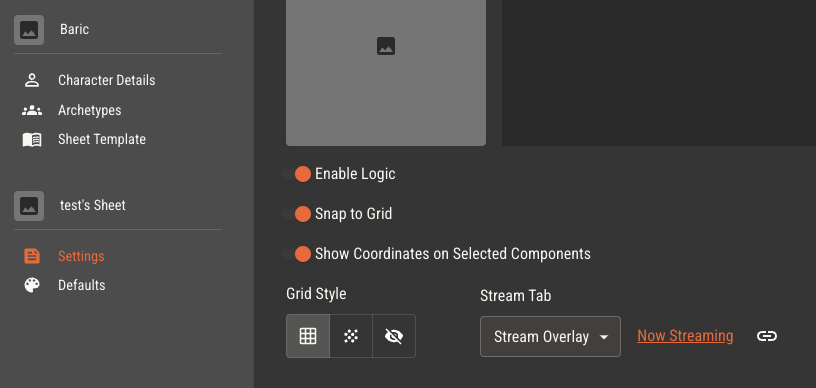 Baric
Character Details
Archetypes
Sheet Template
test's Sheet
Settings
Defaults
Enable Logic
Snap to Grid
Show Coordinates on Selected Components
Grid Style
Stream Tab
Stream Overlay
Now Streaming